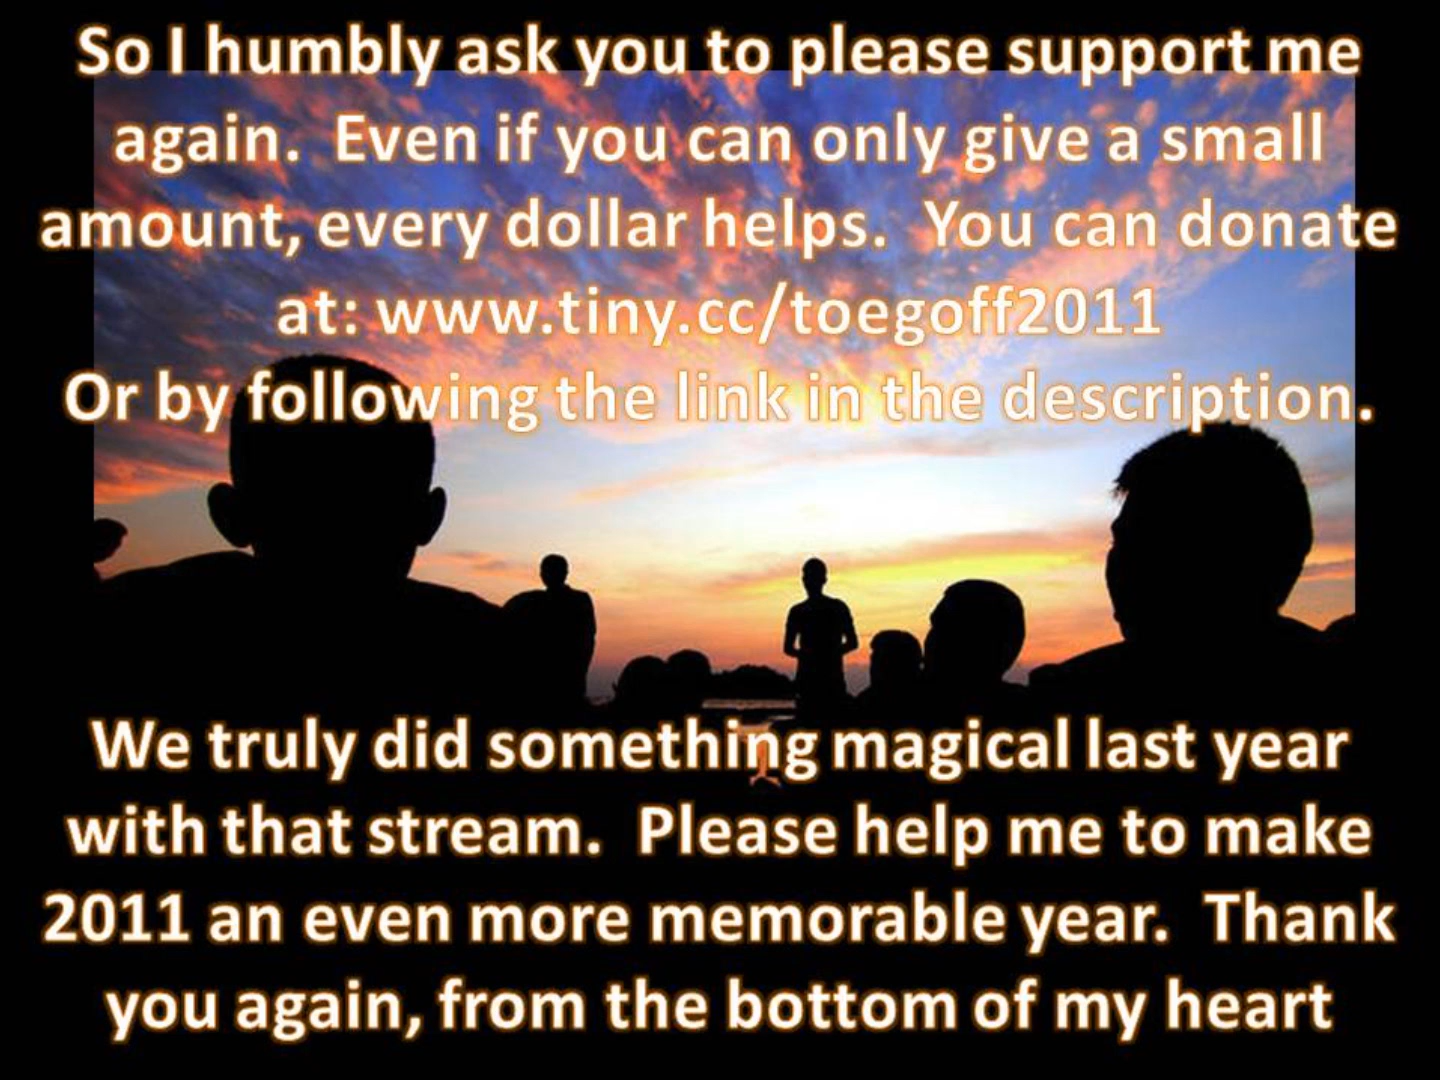 So I humbly ask you to please support me
again.  Even if you can only give a small
amount, every dollar helps.  You can donate
at: www.tiny.cc/toegoff2011
Or by following the link in the description.
We truly did something magical last year
with that stream.  Please help me to make
2011 an even more memorable year.  Thank
you again, from the bottom of my heart